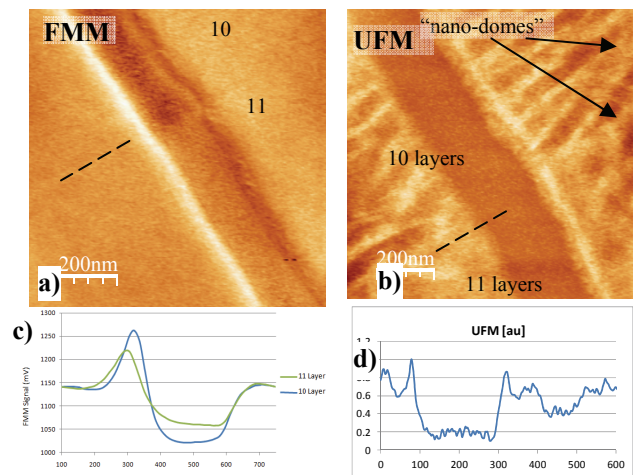 FMM
10
11
200nm
a)
UFM
"nano-domes"
10 layers
11 layers
200nm
b)
c)
1300
1250
1200
1150
1100
1050
1000
FMM Signal (mV)
100 200 300 400 500 600 700
11 Layer
10 Layer
d)
UFM [au]
1.2
0.8
0.6
0.4
0.2
0
0 100 200 300 400 500 600